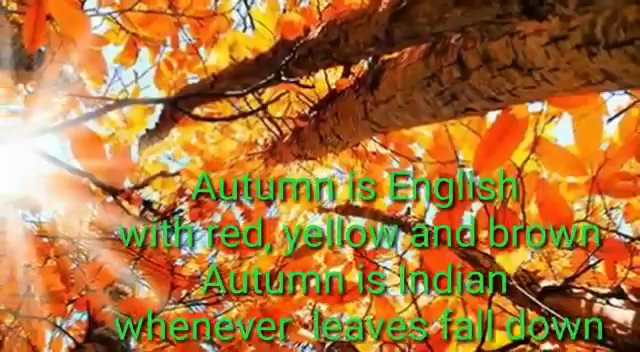 Autumn is English
with red, yellow and brown
Autumn is Indian
whenever  leaves fall down